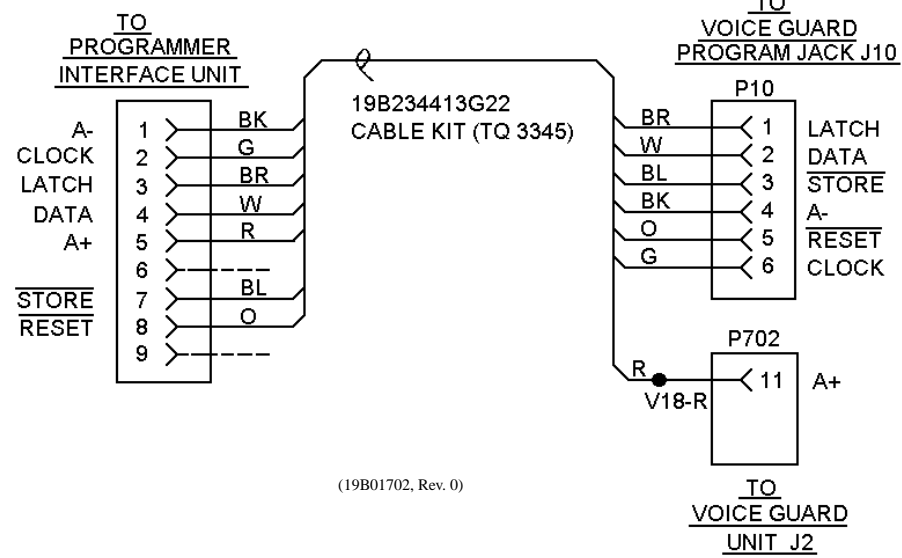 TO
PROGRAMMER
INTERFACE UNIT
A- 1 BK
CLOCK 2 G
LATCH 3 BR
DATA 4 W
A+ 5 R
6
STORE 7 BL
RESET 8 O
9
19B234413G22
CABLE KIT (TQ 3345)
TO
VOICE GUARD
PROGRAM JACK J10
P10
BR 1 LATCH
W 2 DATA
BL 3 STORE
BK 4 A-
O 5 RESET
G 6 CLOCK
P702
R 11 A+
V18-R
TO
VOICE GUARD
UNIT J2
(19B01702, Rev. 0)